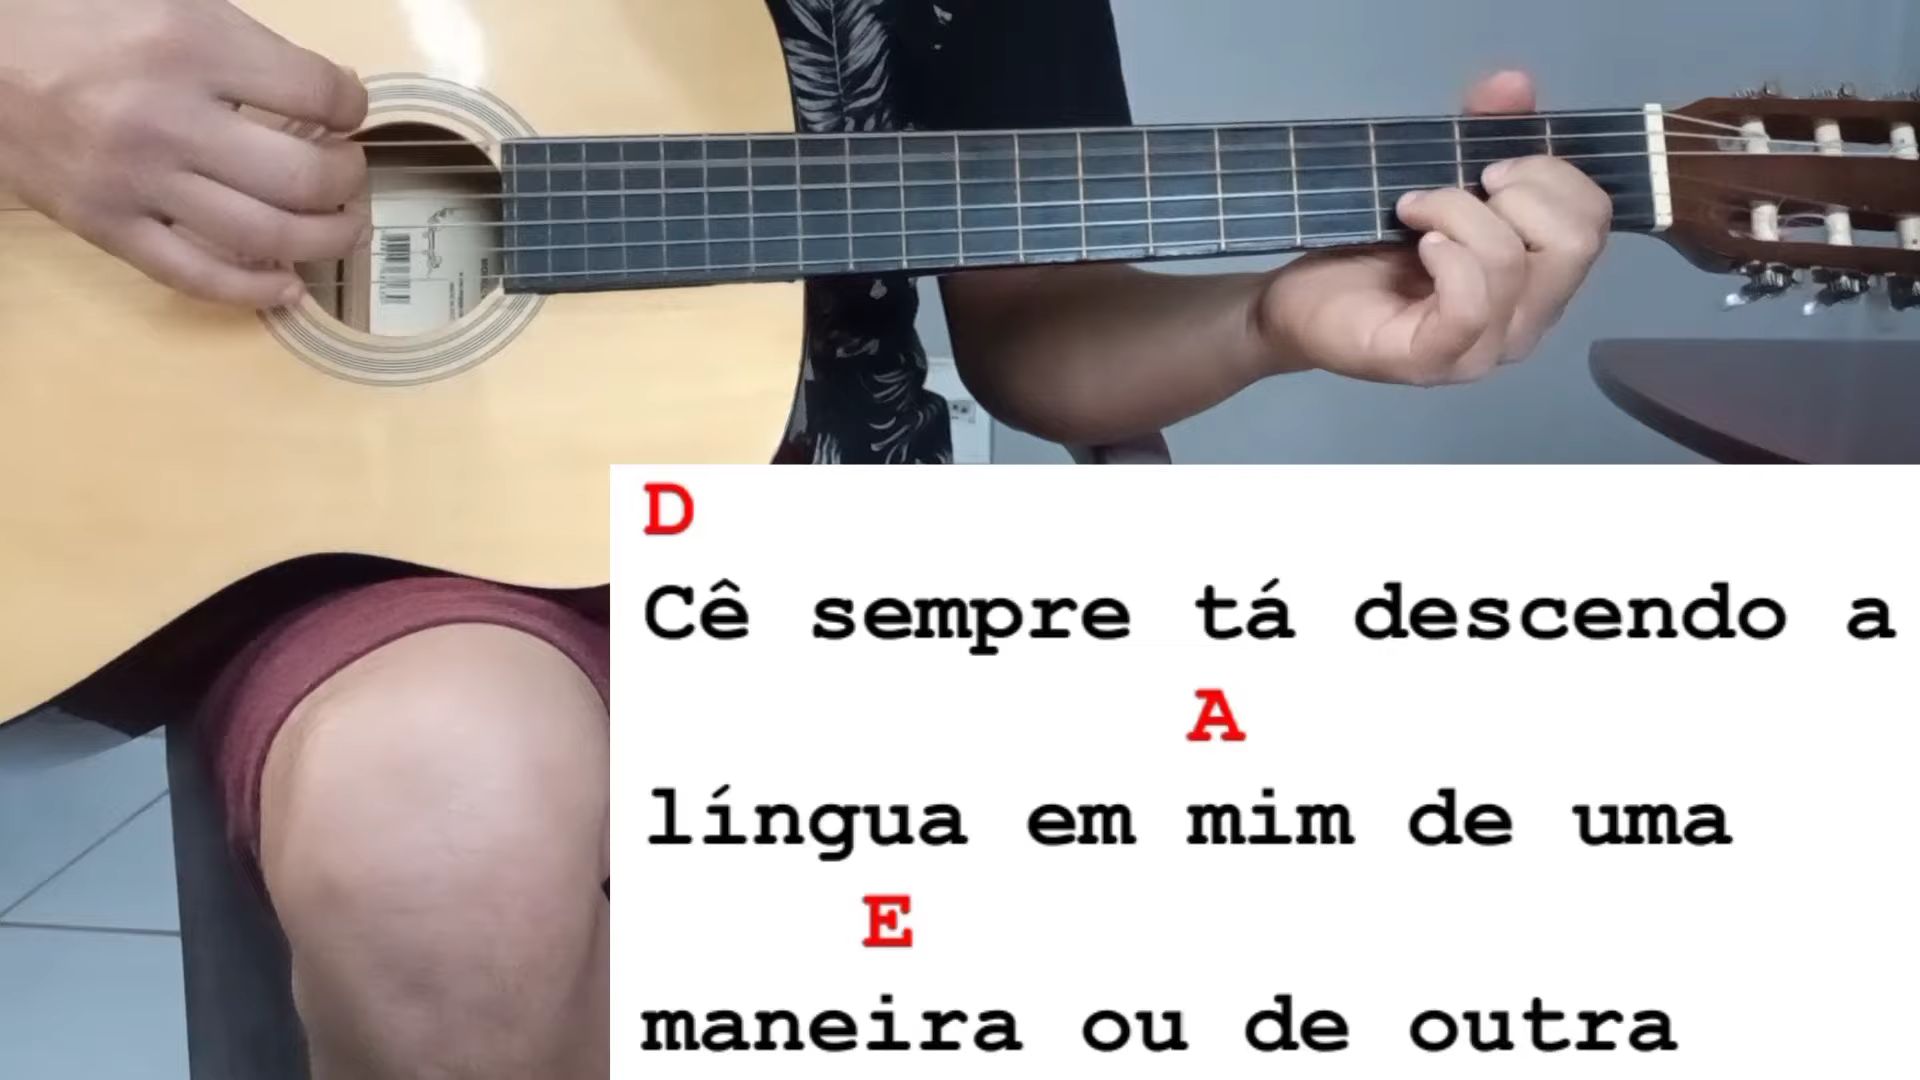 D
Cê sempre tá descendo a
A
língua em mim de uma
E
maneira ou de outra